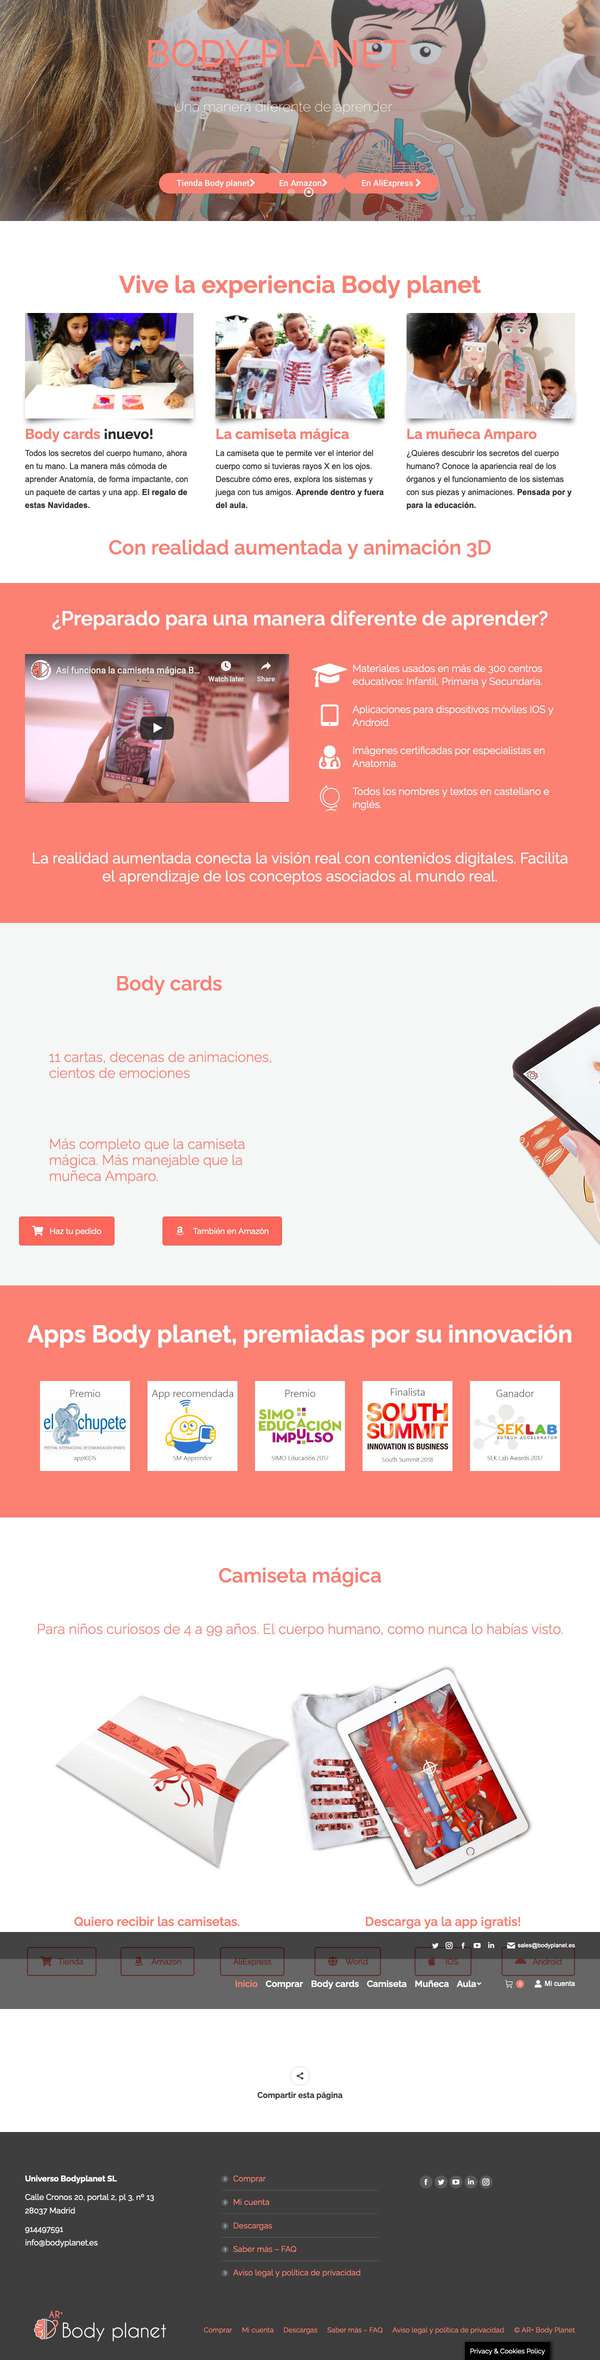 BODY PLANET
Una manera diferente de aprender
Tienda Body planet
En Amazon
En AliExpress
Vive la experiencia Body planet
Body cards ¡nuevo!
Todos los secretos del cuerpo humano, ahora
en tu mano. La manera más cómoda de
aprender Anatomía, de forma impactante, con
un paquete de cartas y una app. El regalo de
estas Navidades.
La camiseta mágica
La camiseta que te permite ver el interior del
cuerpo como si tuvieras rayos X en los ojos.
Descubre cómo eres, explora los sistemas y
juega con tus amigos. Aprende dentro y fuera
del aula.
La muñeca Amparo
¿Quieres descubrir los secretos del cuerpo
humano? Conoce la apariencia real de los
órganos y el funcionamiento de los sistemas
con sus piezas y animaciones. Pensada por y
para la educación.
Con realidad aumentada y animación 3D
¿Preparado para una manera diferente de aprender?
Así funciona la camiseta mágica B...
Watch later
Share
Materiales usados en más de 300 centros
educativos: Infantil, Primaria y Secundaria.
Aplicaciones para dispositivos móviles IOS y
Android.
Imágenes certificadas por especialistas en
Anatomía.
Todos los nombres y textos en castellano e
inglés.
La realidad aumentada conecta la visión real con contenidos digitales. Facilita
el aprendizaje de los conceptos asociados al mundo real.
Body cards
11 cartas, decenas de animaciones,
cientos de emociones
Más completo que la camiseta
mágica. Más manejable que la
muñeca Amparo.
Haz tu pedido
También en Amazon
Apps Body planet, premiadas por su innovación
Premio
el chupete
FESTIVAL INTERNACIONAL DE COMUNICACIÓN INFANTIL
appKIDS
App recomendada
SM Aprender
Premio
SIMO
EDUCACIÓN
IMPULSO
SIMO Educación 2017
Finalista
SOUTH
SUMMIT
INNOVATION IS BUSINESS
South Summit 2018
Ganador
SEKLAB
EDTECH ACCELERATOR
SEK Lab Awards 2017
Camiseta mágica
Para niños curiosos de 4 a 99 años. El cuerpo humano, como nunca lo habías visto.
Quiero recibir las camisetas.
Descarga ya la app ¡gratis!
sales@bodyplanet.es
Tienda
Amazon
AliExpress
World
IOS
Android
Inicio
Comprar
Body cards
Camiseta
Muñeca
Aula
0
Mi cuenta
Compartir esta página
Universo Bodyplanet SL
Calle Cronos 20, portal 2, pl 3, nº 13
28037 Madrid
914497591
info@bodyplanet.es
Comprar
Mi cuenta
Descargas
Saber más – FAQ
Aviso legal y política de privacidad
AR+
Body planet
Comprar
Mi cuenta
Descargas
Saber más – FAQ
Aviso legal y política de privacidad
© AR+ Body Planet
Privacy & Cookies Policy